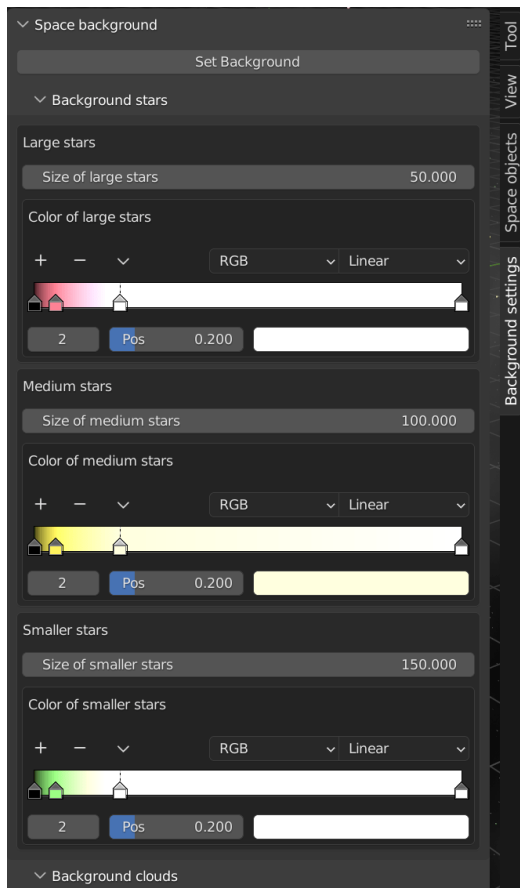 Space background
Set Background
Background stars
Large stars
Size of large stars 50.000
Color of large stars
RGB Linear
2 Pos 0.200
Medium stars
Size of medium stars 100.000
Color of medium stars
RGB Linear
2 Pos 0.200
Smaller stars
Size of smaller stars 150.000
Color of smaller stars
RGB Linear
2 Pos 0.200
Background clouds
Tool
View
Space objects
Background settings